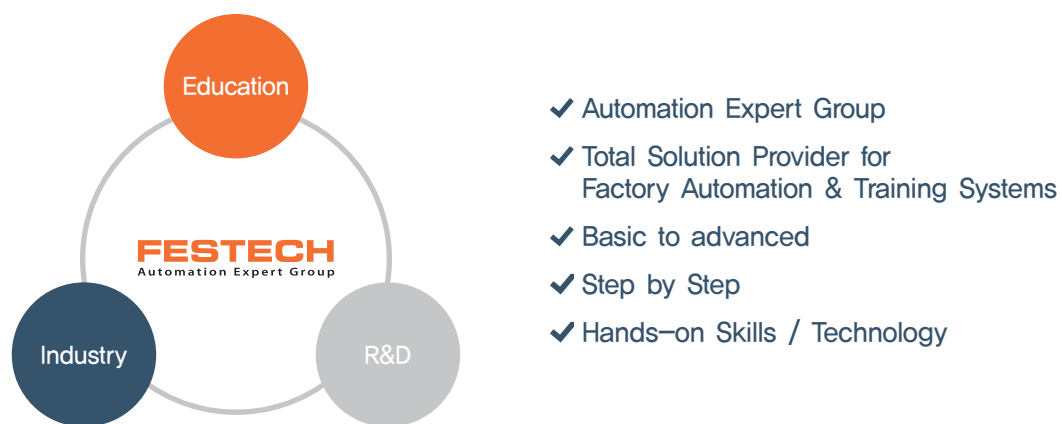 Education
FESTECH
Automation Expert Group
Industry
R&D
Automation Expert Group
Total Solution Provider for
Factory Automation & Training Systems
Basic to advanced
Step by Step
Hands-on Skills / Technology